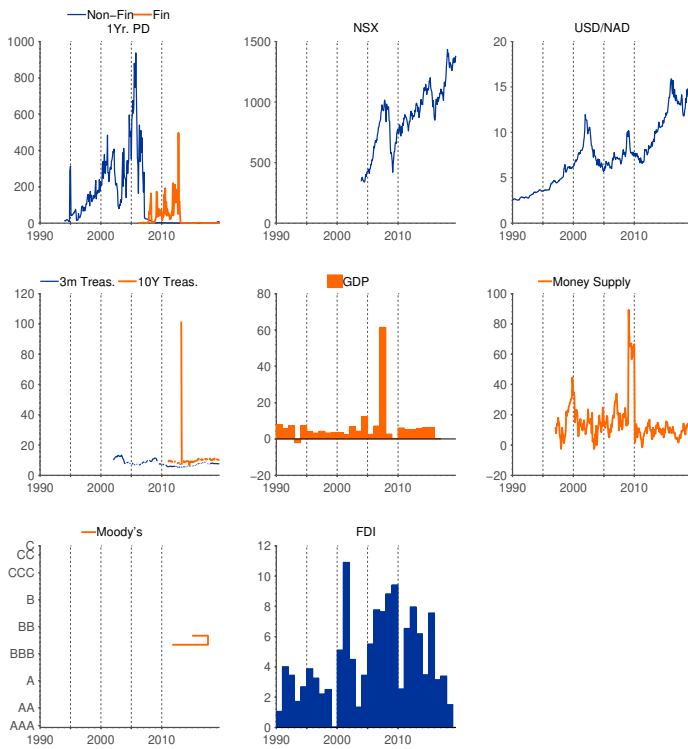 Non−Fin Fin
1Yr. PD
1000
800
600
400
200
0
1990 2000 2010
NSX
1500
1000
500
0
1990 2000 2010
USD/NAD
20
15
10
5
0
1990 2000 2010
3m Treas. 10Y Treas.
120
100
80
60
40
20
0
1990 2000 2010
GDP
80
60
40
20
0
−20
1990 2000 2010
Money Supply
100
80
60
40
20
0
−20
1990 2000 2010
Moody's
C
CC
CCC
B
BB
BBB
A
AA
AAA
1990 2000 2010
FDI
12
10
8
6
4
2
0
1990 2000 2010